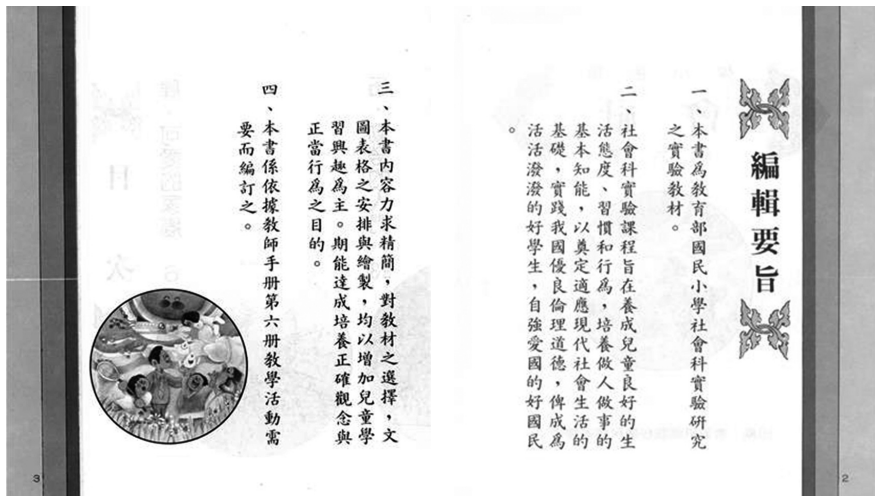 編輯要旨
一、本書為教育部國民小學社會科實驗研究
之實驗教材。
二、社會科實驗課程旨在養成兒童良好的生
活態度、習慣和行為，培養做人做事的
基本知能，以奠定適應現代社會生活的
基礎，實踐我國優良倫理道德，俾成為
活活潑潑的好學生，自強愛國的好國民
。
三、本書內容力求精簡，對教材之選擇，文
圖表格之安排與繪製，均以增加兒童學
習興趣為主。期能達成培養正確觀念與
正當行為之目的。
四、本書係依據教師手册第六册教學活動需
要而編訂之。
2
3